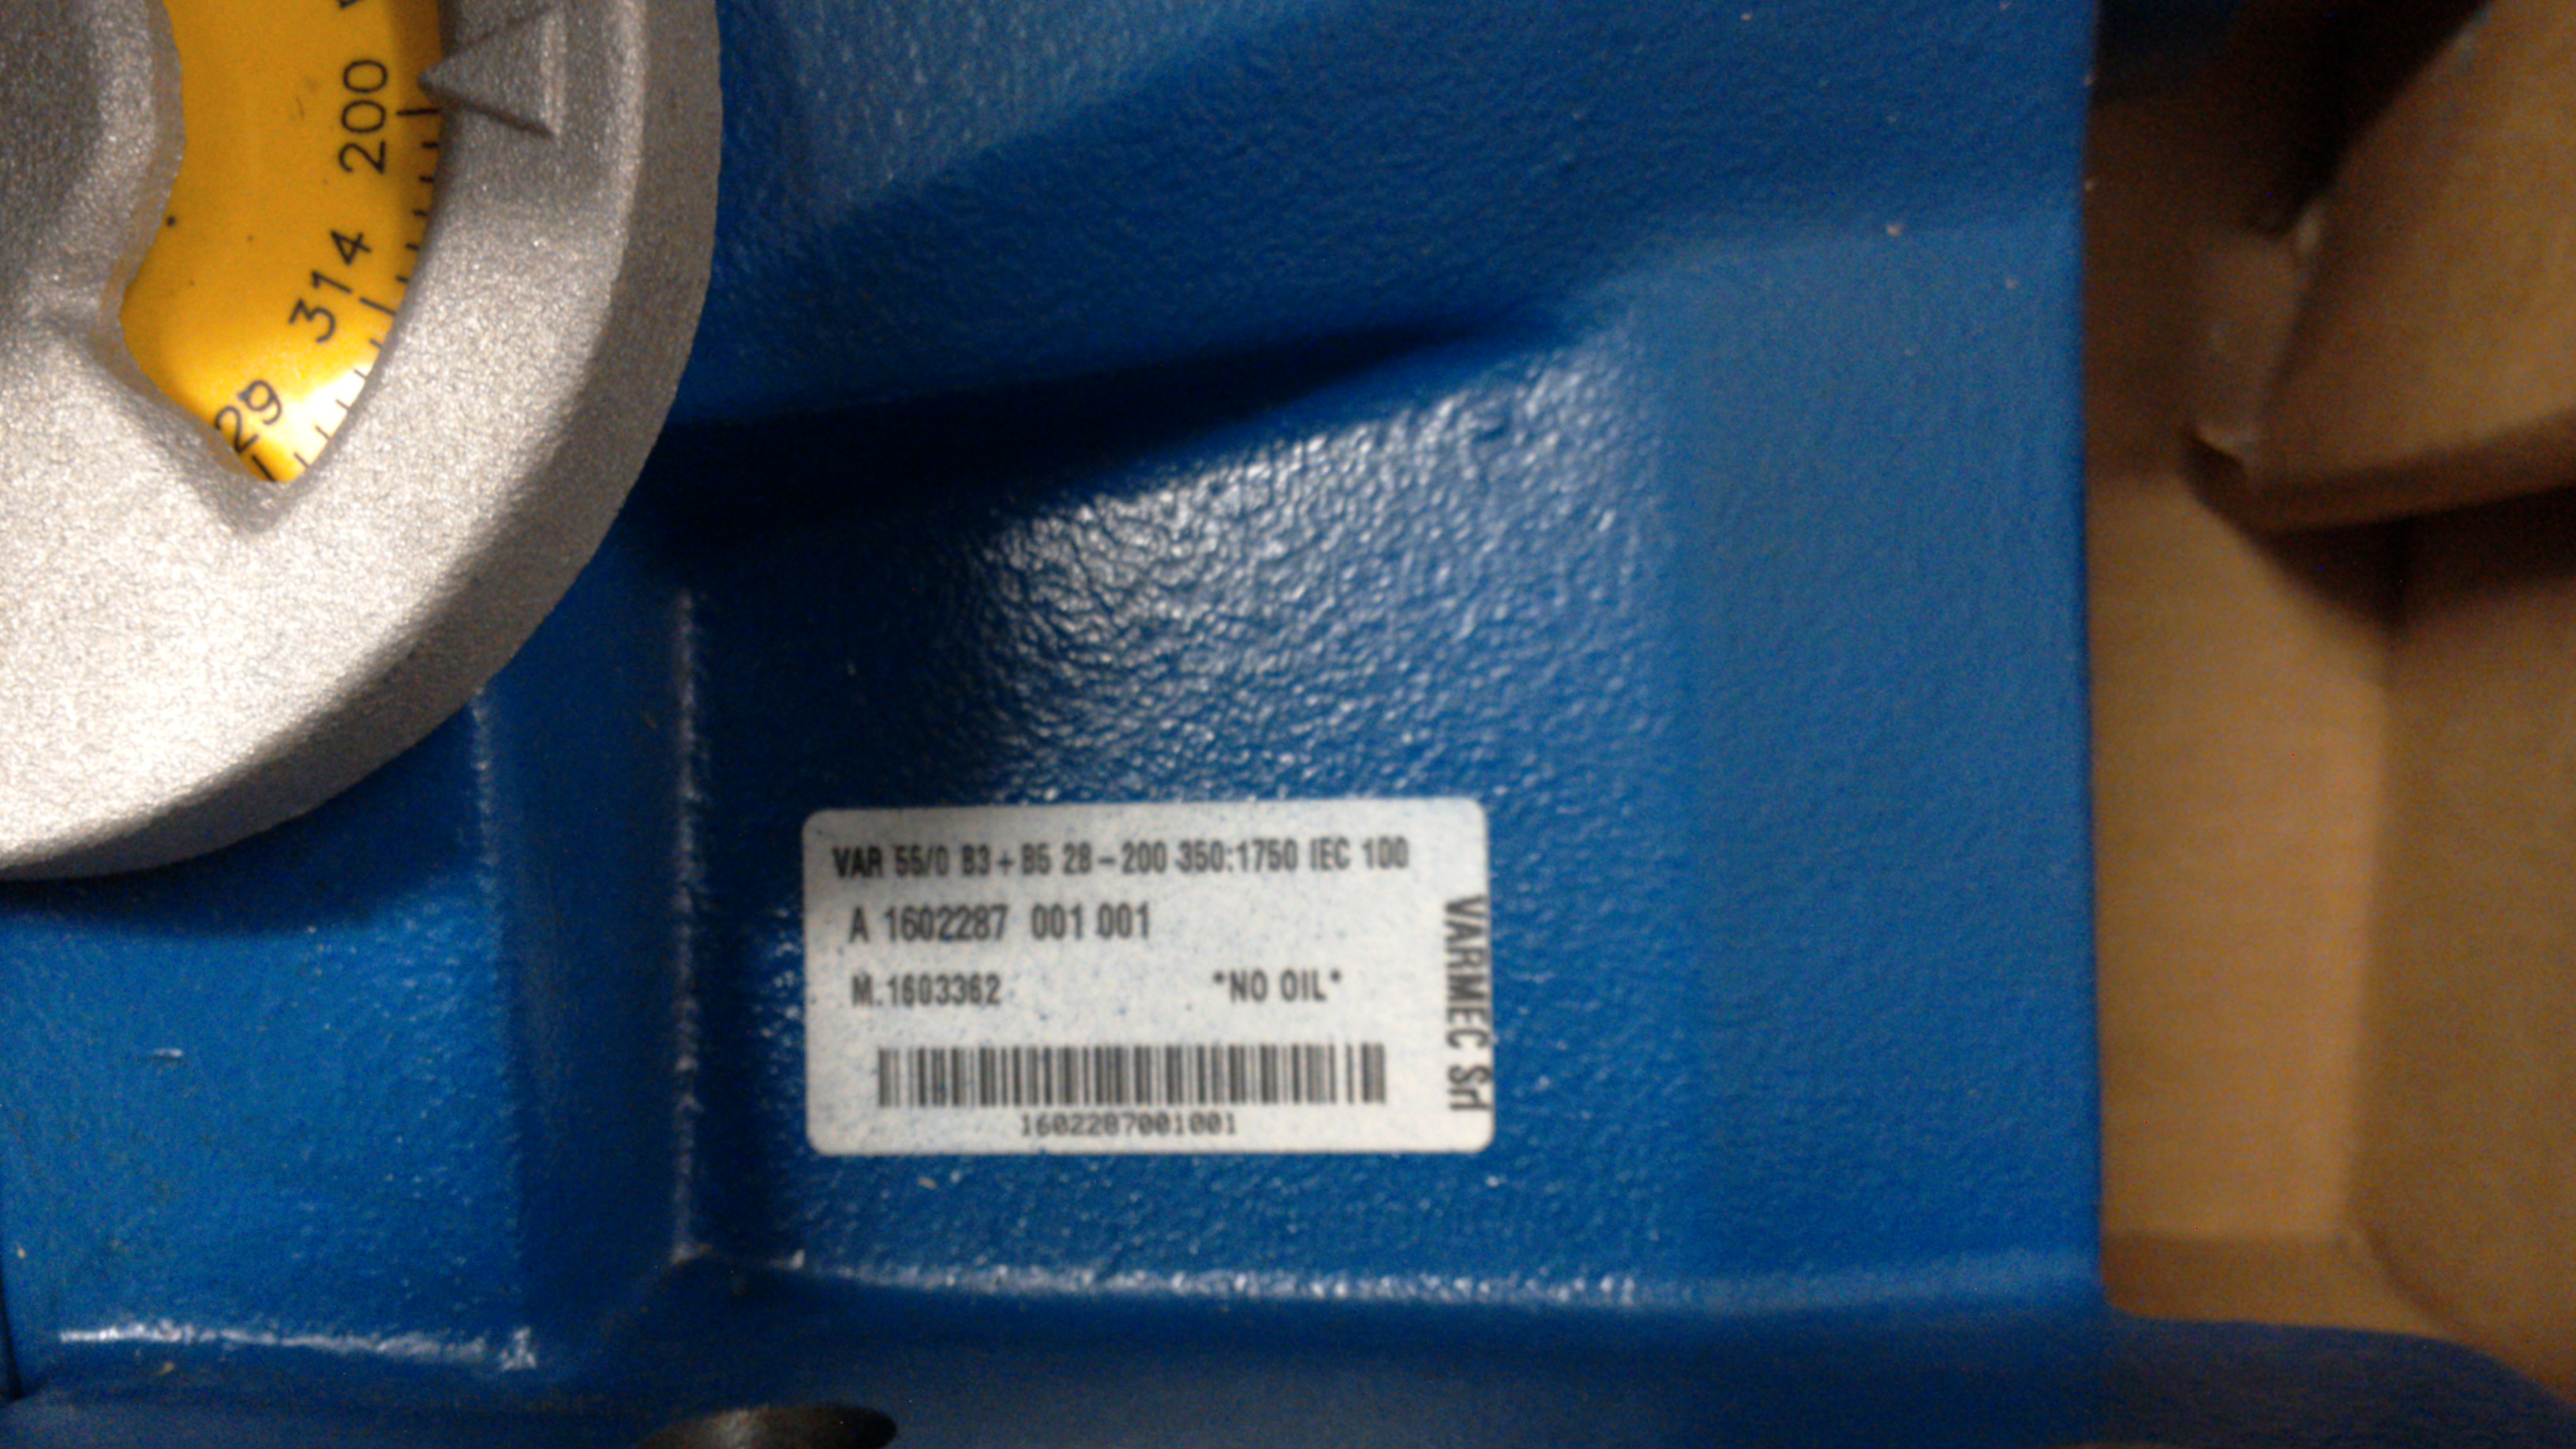 200
314
29
VAR 55/0 B3+B5 28-200 350:1750 IEC 100
A 1602287 001 001
M.1603362 *NO OIL*
1602287001001
VARMEC Srl